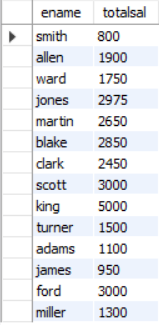 ename totalsal
smith 800
allen 1900
ward 1750
jones 2975
martin 2650
blake 2850
clark 2450
scott 3000
king 5000
turner 1500
adams 1100
james 950
ford 3000
miller 1300